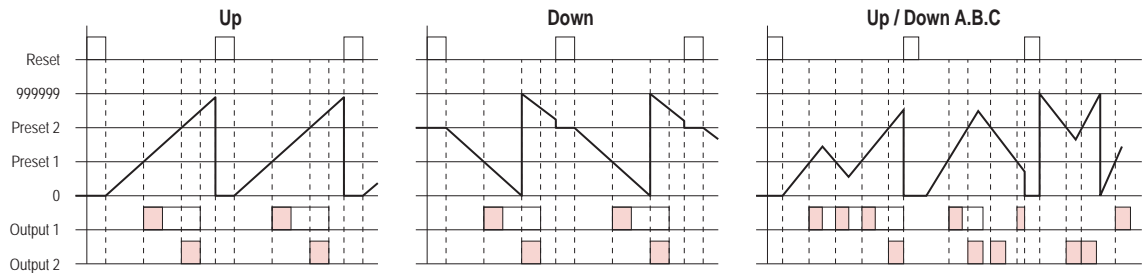 Up
Down
Up / Down A.B.C
Reset
999999
Preset 2
Preset 1
0
Output 1
Output 2